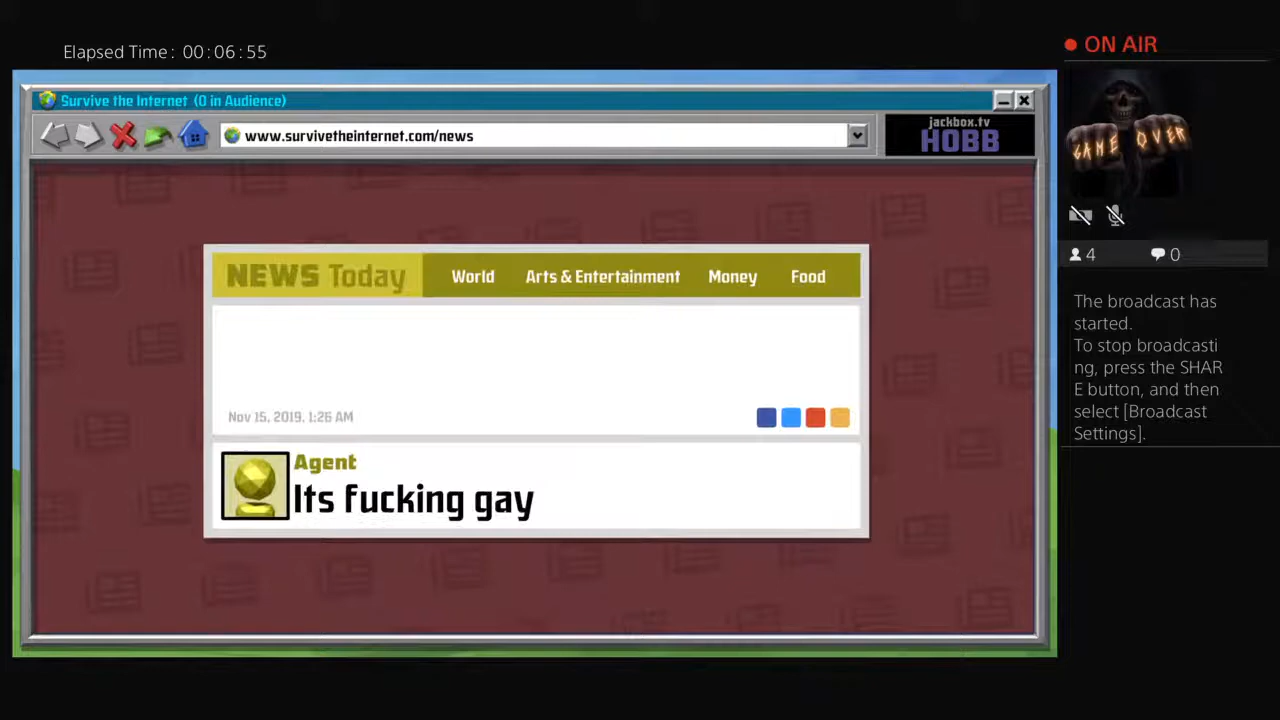 Elapsed Time: 00:06:55
ON AIR
Survive the Internet (0 in Audience)
www.survivetheinternet.com/news
jackbox.tv
HOBB
GAME OVER
4
0
NEWS Today
World
Arts & Entertainment
Money
Food
Nov 15, 2019, 1:26 AM
Agent
Its fucking gay
The broadcast has
started.
To stop broadcasti
ng, press the SHAR
E button, and then
select [Broadcast
Settings].